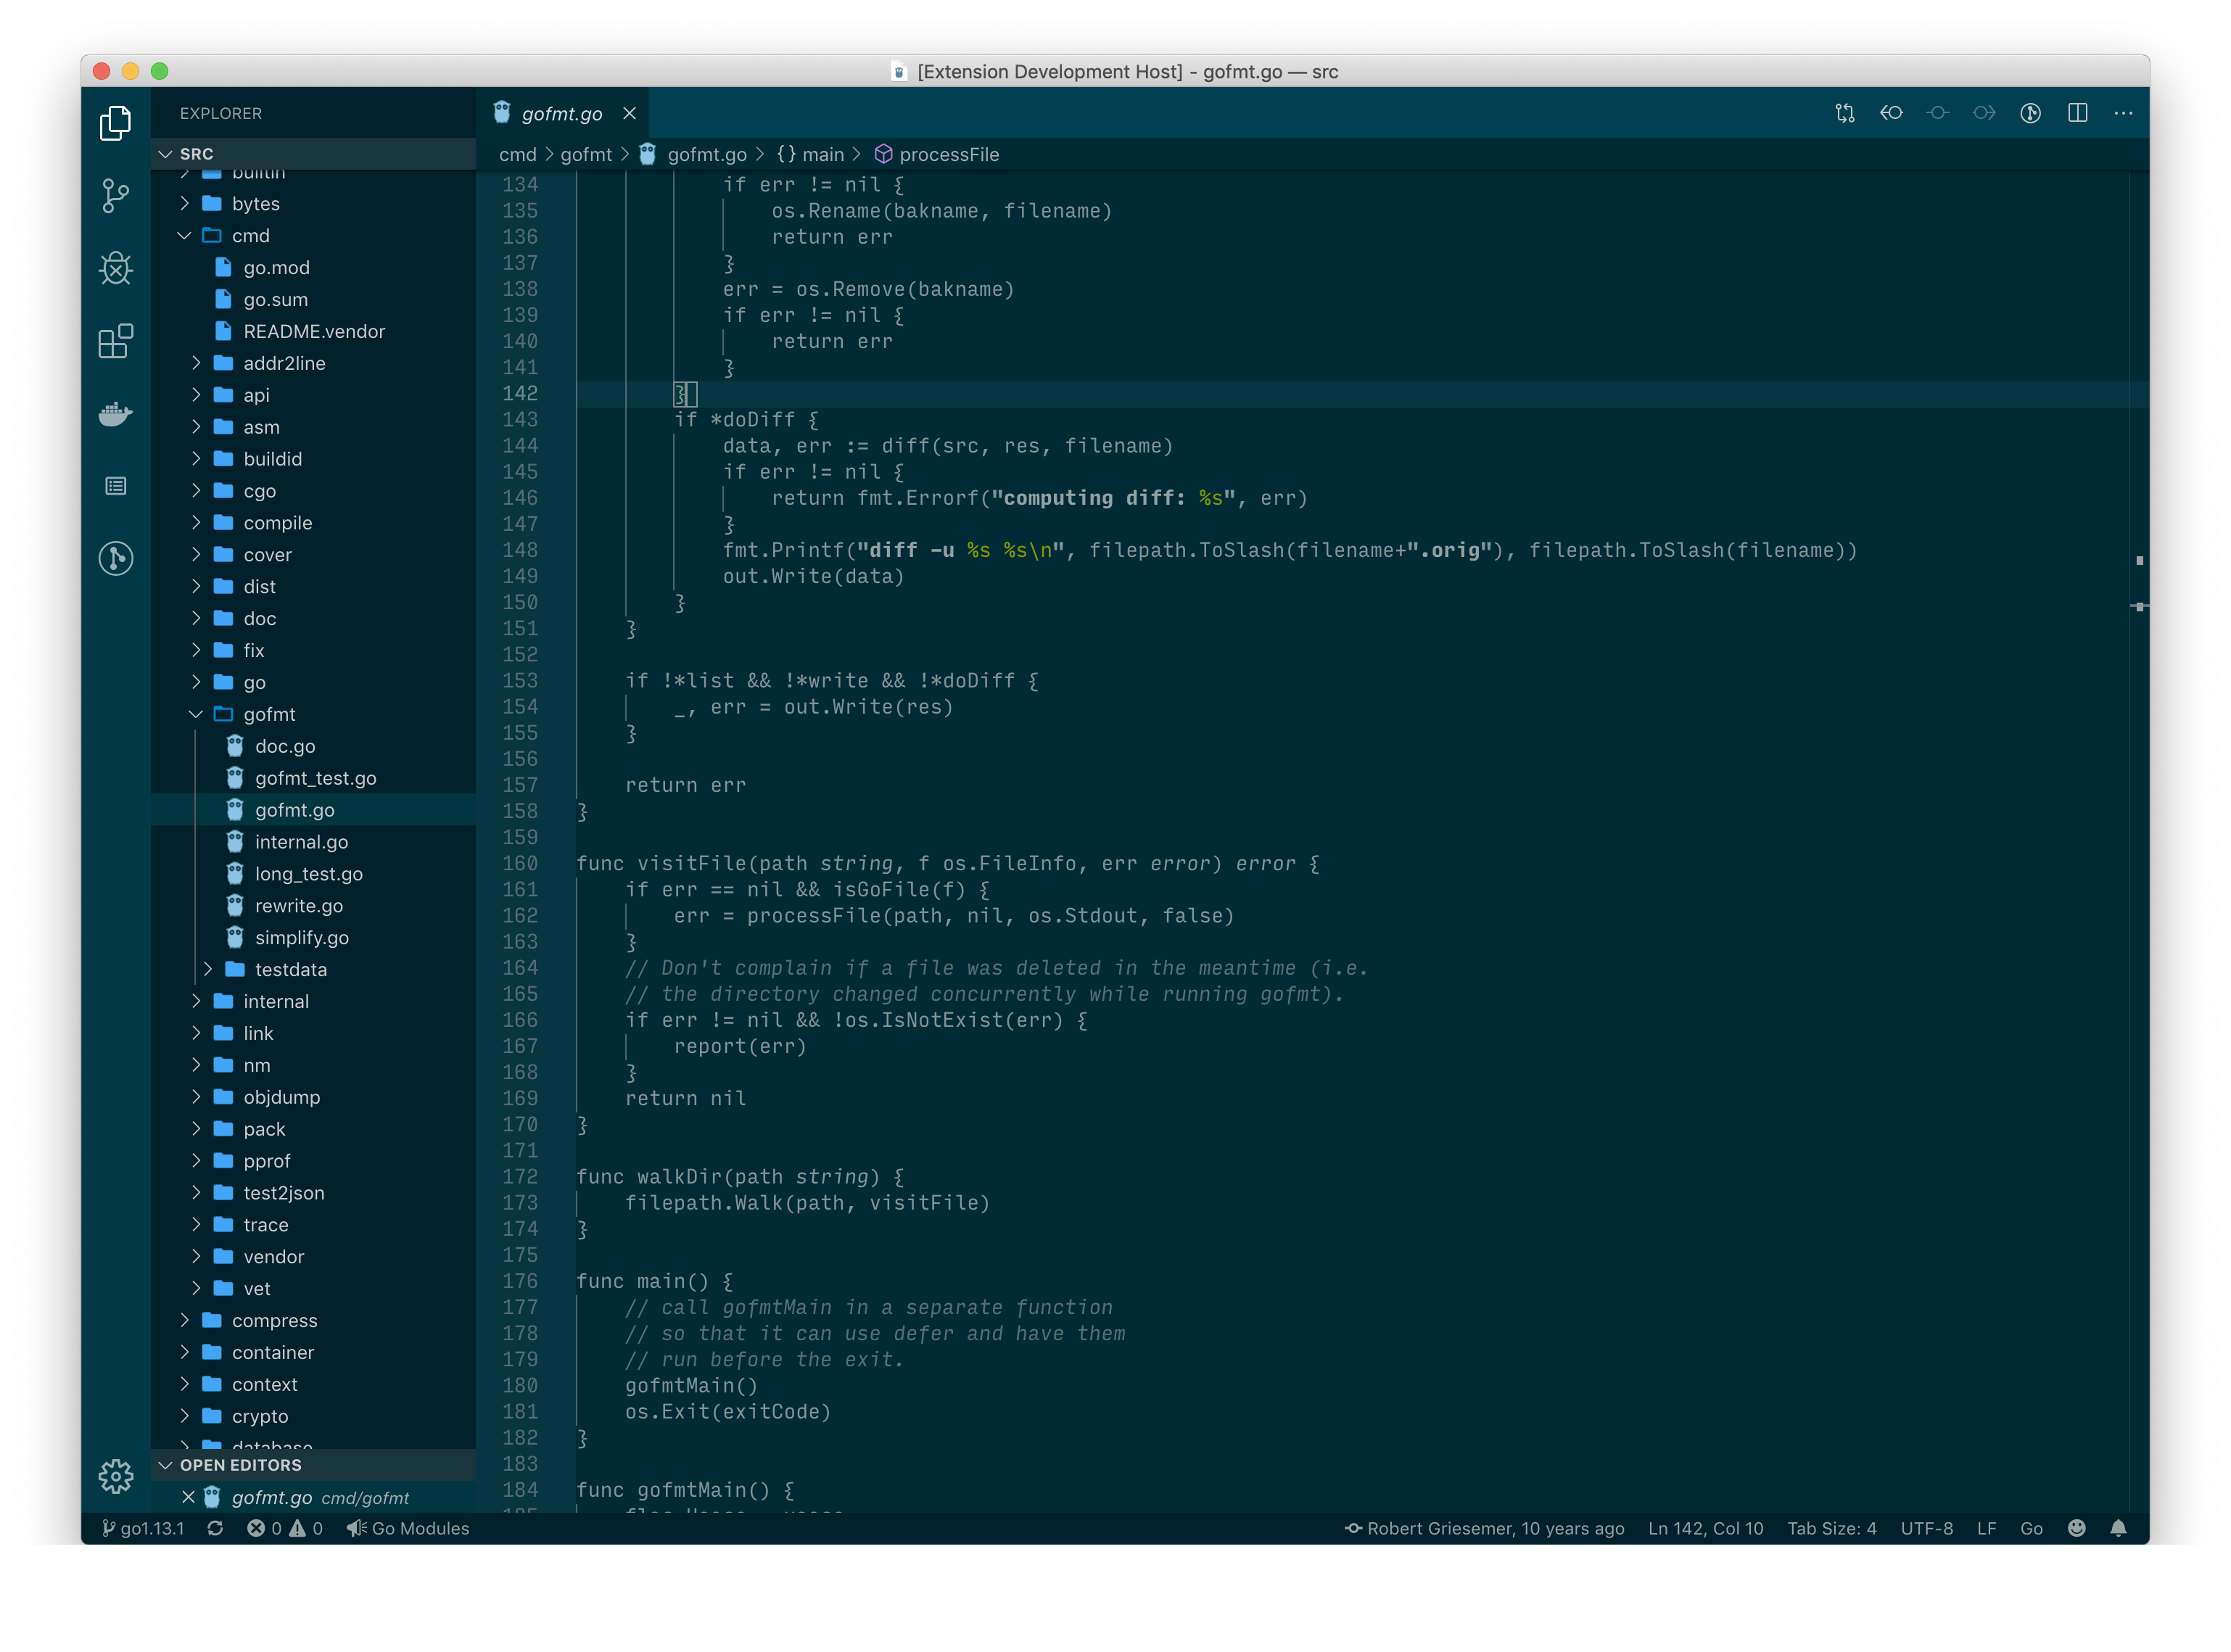 [Extension Development Host] - gofmt.go — src
EXPLORER
SRC
builtin
bytes
cmd
go.mod
go.sum
README.vendor
addr2line
api
asm
buildid
cgo
compile
cover
dist
doc
fix
go
gofmt
doc.go
gofmt_test.go
gofmt.go
internal.go
long_test.go
rewrite.go
simplify.go
testdata
internal
link
nm
objdump
pack
pprof
test2json
trace
vendor
vet
compress
container
context
crypto
database
OPEN EDITORS
gofmt.go cmd/gofmt
gofmt.go
cmd > gofmt > gofmt.go > {} main > processFile
134 if err != nil {
135 os.Rename(bakname, filename)
136 return err
137 }
138 err = os.Remove(bakname)
139 if err != nil {
140 return err
141 }
142 }
143 if *doDiff {
144 data, err := diff(src, res, filename)
145 if err != nil {
146 return fmt.Errorf("computing diff: %s", err)
147 }
148 fmt.Printf("diff -u %s %s\n", filepath.ToSlash(filename+".orig"), filepath.ToSlash(filename))
149 out.Write(data)
150 }
151 }
152
153 if !*list && !*write && !*doDiff {
154 _, err = out.Write(res)
155 }
156
157 return err
158 }
159
160 func visitFile(path string, f os.FileInfo, err error) error {
161 if err == nil && isGoFile(f) {
162 err = processFile(path, nil, os.Stdout, false)
163 }
164 // Don't complain if a file was deleted in the meantime (i.e.
165 // the directory changed concurrently while running gofmt).
166 if err != nil && !os.IsNotExist(err) {
167 report(err)
168 }
169 return nil
170 }
171
172 func walkDir(path string) {
173 filepath.Walk(path, visitFile)
174 }
175
176 func main() {
177 // call gofmtMain in a separate function
178 // so that it can use defer and have them
179 // run before the exit.
180 gofmtMain()
181 os.Exit(exitCode)
182 }
183
184 func gofmtMain() {
go1.13.1 0 0 Go Modules Robert Griesemer, 10 years ago Ln 142, Col 10 Tab Size: 4 UTF-8 LF Go